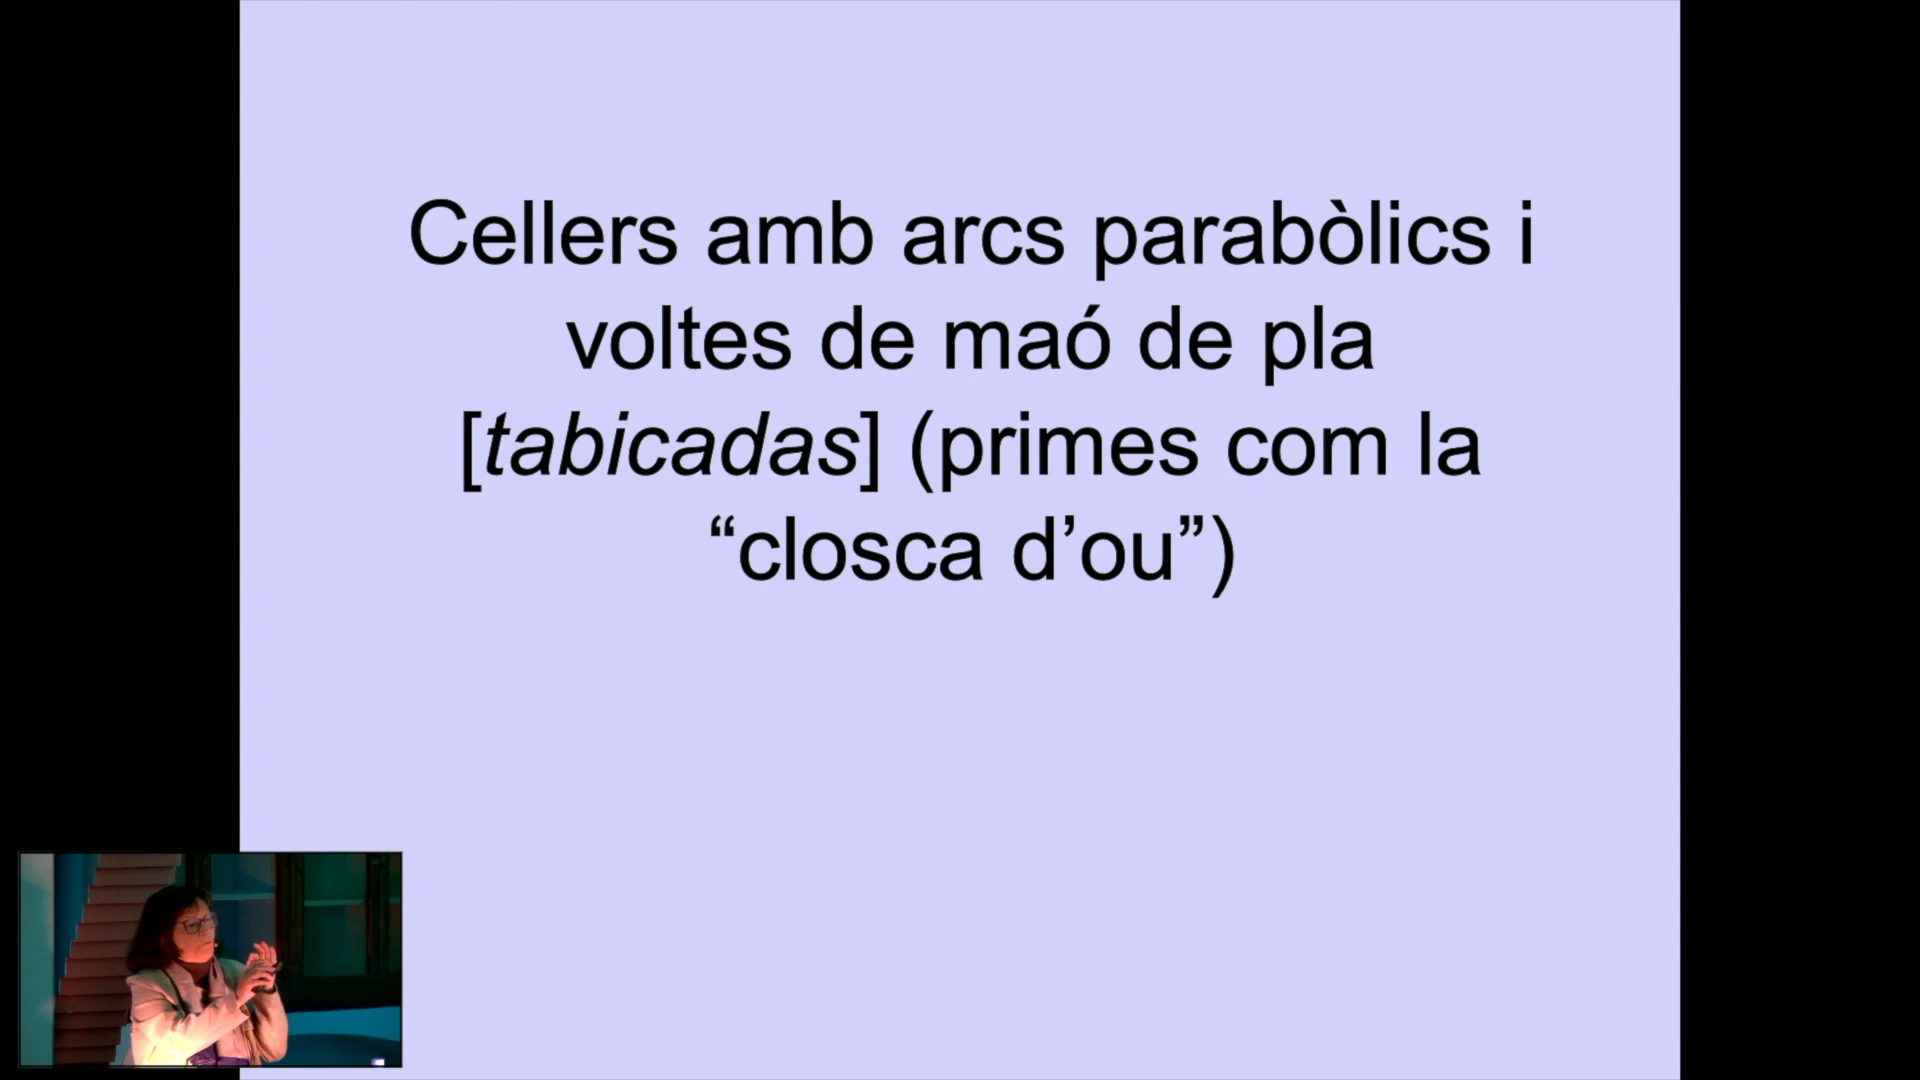 Cellers amb arcs parabòlics i
voltes de maó de pla
[tabicadas] (primes com la
“closca d’ou”)